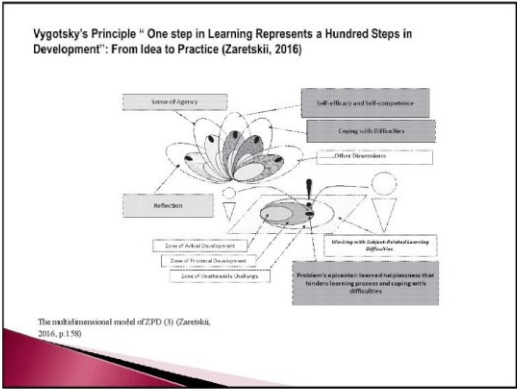 Vygotsky's Principle “ One step in Learning Represents a Hundred Steps in
Development”: From Idea to Practice (Zaretskii, 2016)
Sense of Agency
Self-efficacy and Self-competence
Coping with Difficulties
Other Dimensions
Reflection
Zone of Actual Development
Zone of Proximal Development
Zone of Unattainable Challenge
Working with Subject-Related Learning
Difficulties
Problem's epicenter: learned helplessness that
hinders learning process and coping with
difficulties
The multidimensional model of ZPD (3) (Zaretskii,
2016, p.158)